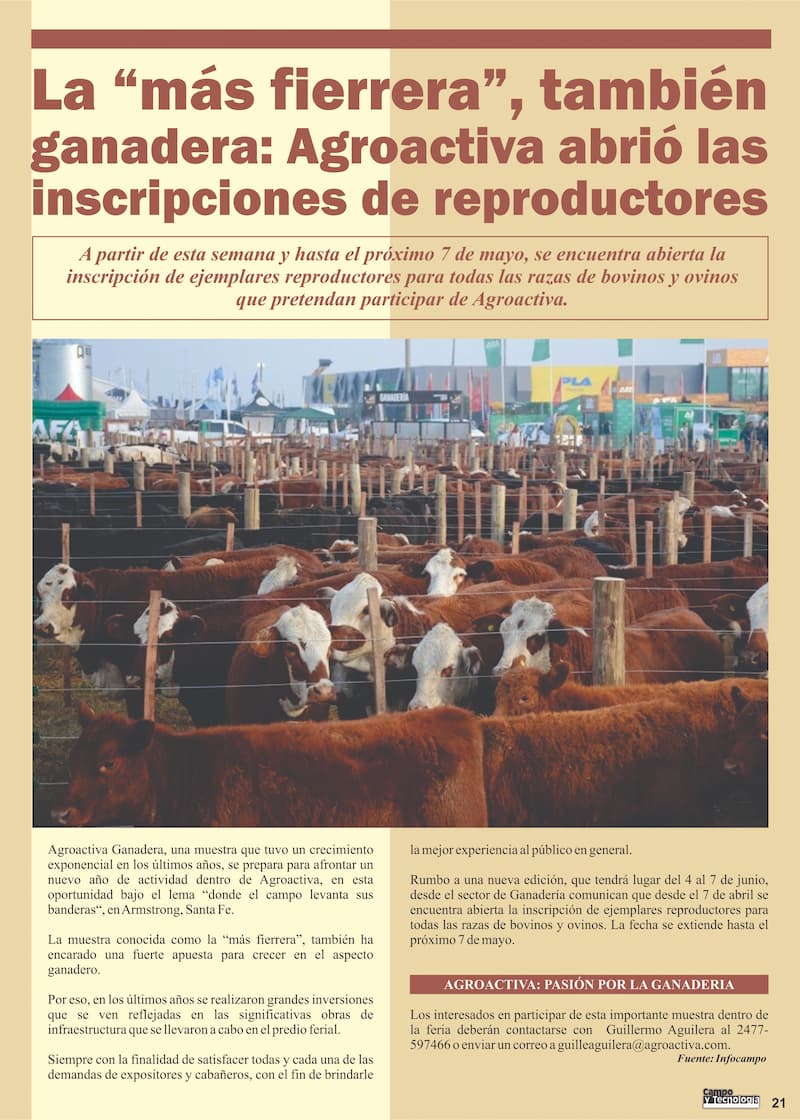 La “más fierrera”, también
ganadera: Agroactiva abrió las
inscripciones de reproductores
A partir de esta semana y hasta el próximo 7 de mayo, se encuentra abierta la
inscripción de ejemplares reproductores para todas las razas de bovinos y ovinos
que pretendan participar de Agroactiva.
AFA
GANADERÍA
PLA
Agroactiva Ganadera, una muestra que tuvo un crecimiento
exponencial en los últimos años, se prepara para afrontar un
nuevo año de actividad dentro de Agroactiva, en esta
oportunidad bajo el lema “donde el campo levanta sus
banderas“, en Armstrong, Santa Fe.
La muestra conocida como la “más fierrera”, también ha
encarado una fuerte apuesta para crecer en el aspecto
ganadero.
Por eso, en los últimos años se realizaron grandes inversiones
que se ven reflejadas en las significativas obras de
infraestructura que se llevaron a cabo en el predio ferial.
Siempre con la finalidad de satisfacer todas y cada una de las
demandas de expositores y cabañeros, con el fin de brindarle
la mejor experiencia al público en general.
Rumbo a una nueva edición, que tendrá lugar del 4 al 7 de junio,
desde el sector de Ganadería comunican que desde el 7 de abril se
encuentra abierta la inscripción de ejemplares reproductores para
todas las razas de bovinos y ovinos. La fecha se extiende hasta el
próximo 7 de mayo.
AGROACTIVA: PASIÓN POR LA GANADERIA
Los interesados en participar de esta importante muestra dentro de
la feria deberán contactarse con Guillermo Aguilera al 2477-
597466 o enviar un correo a guilleaguilera@agroactiva.com.
Fuente: Infocampo
Campo
y Tecnología
21